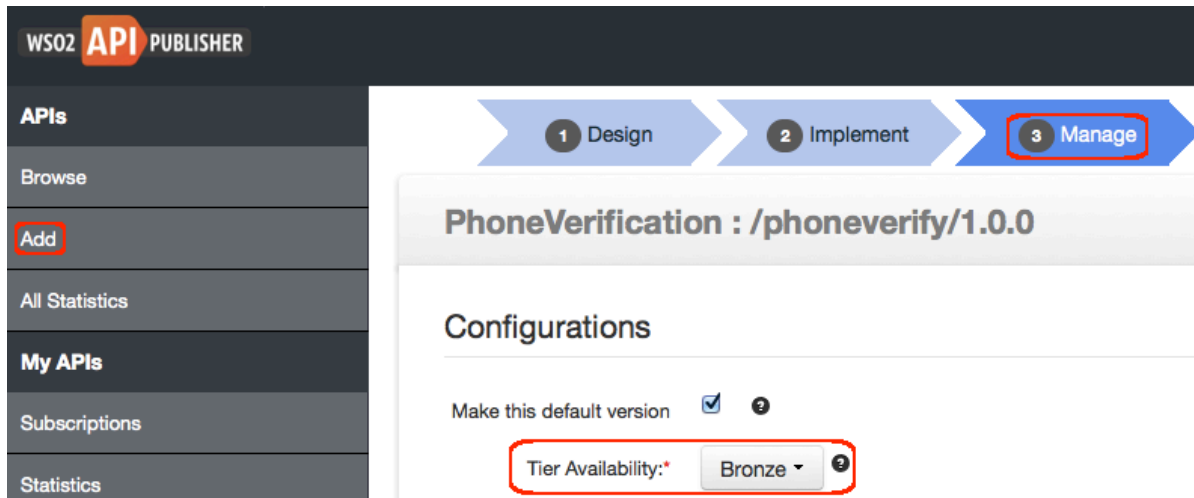 WSO2 API PUBLISHER
APIs
Browse
Add
All Statistics
My APIs
Subscriptions
Statistics
1 Design
2 Implement
3 Manage
PhoneVerification : /phoneverify/1.0.0
Configurations
Make this default version ?
Tier Availability:* Bronze ?